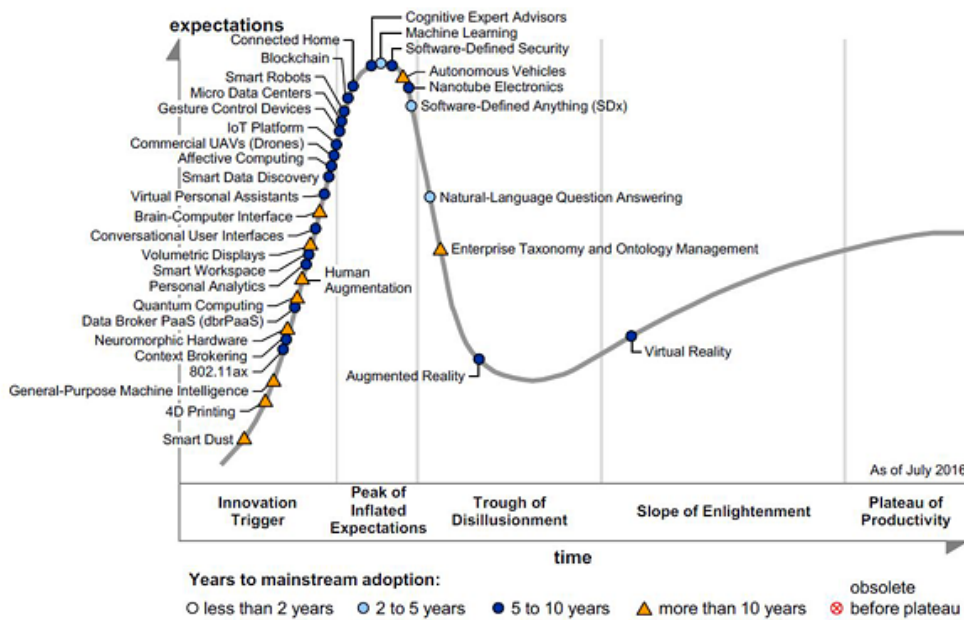 expectations
Cognitive Expert Advisors
Machine Learning
Software-Defined Security
Connected Home
Blockchain
Autonomous Vehicles
Smart Robots
Nanotube Electronics
Micro Data Centers
Gesture Control Devices
Software-Defined Anything (SDx)
IoT Platform
Commercial UAVs (Drones)
Affective Computing
Smart Data Discovery
Virtual Personal Assistants
Natural-Language Question Answering
Brain-Computer Interface
Conversational User Interfaces
Volumetric Displays
Enterprise Taxonomy and Ontology Management
Smart Workspace
Personal Analytics
Human
Augmentation
Quantum Computing
Data Broker PaaS (dbrPaaS)
Neuromorphic Hardware
Context Brokering
802.11ax
Virtual Reality
Augmented Reality
General-Purpose Machine Intelligence
4D Printing
Smart Dust
As of July 2016
Innovation
Trigger
Peak of
Inflated
Expectations
Trough of
Disillusionment
Slope of Enlightenment
Plateau of
Productivity
time
Years to mainstream adoption:
less than 2 years
2 to 5 years
5 to 10 years
more than 10 years
obsolete
before plateau